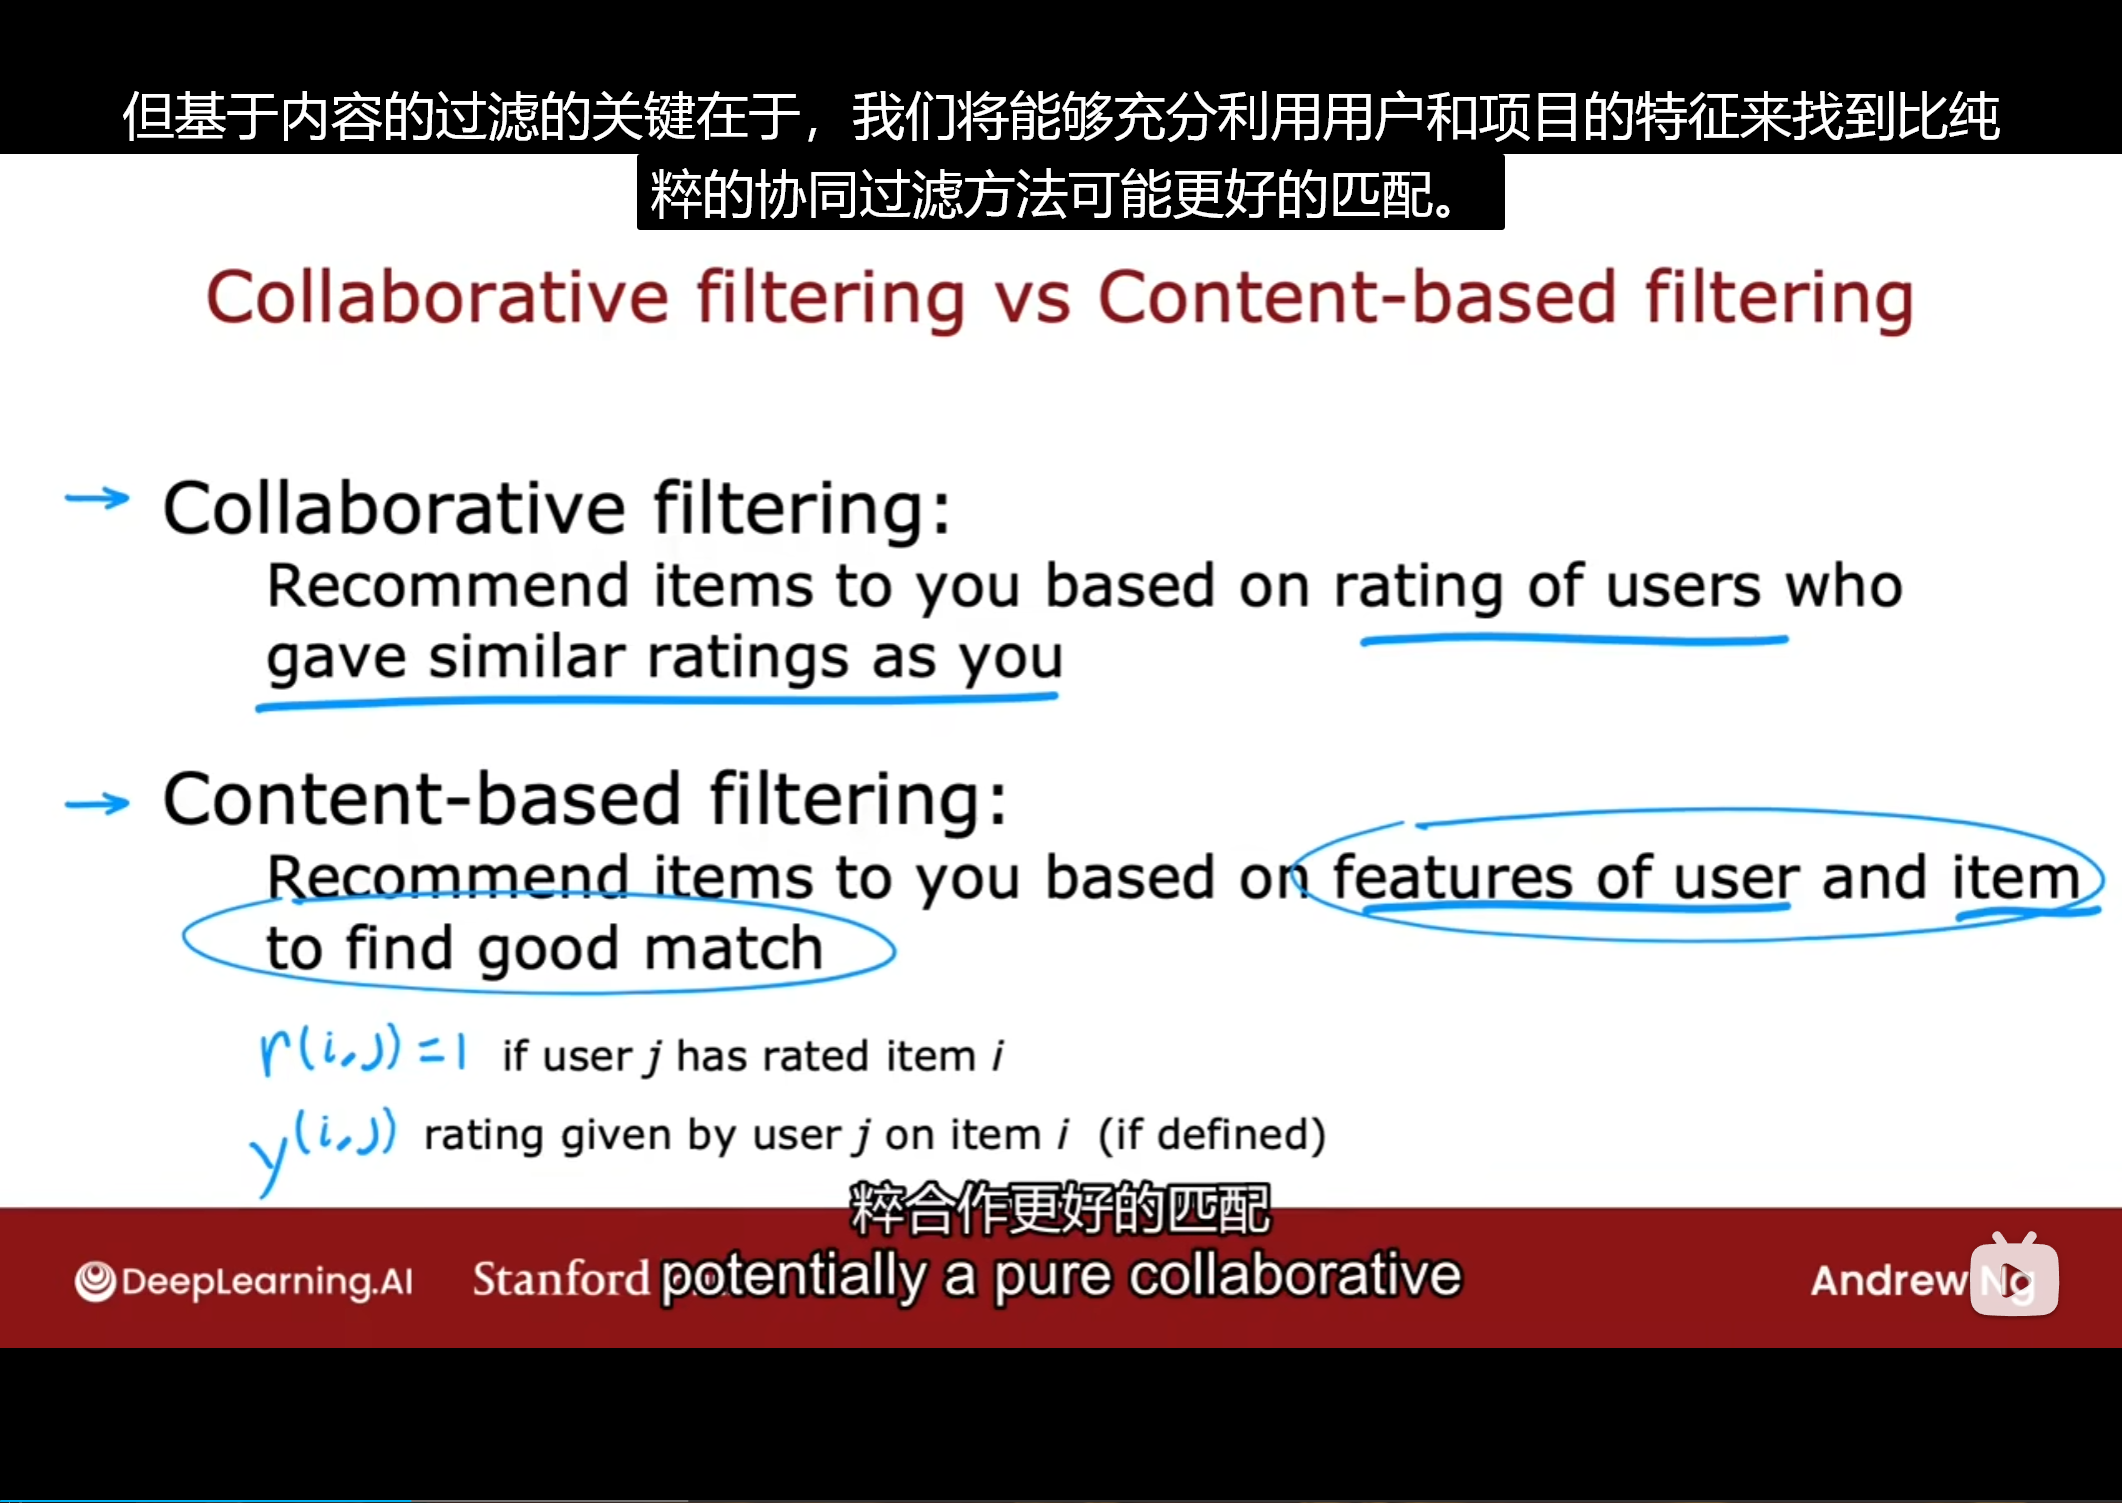 但基于内容的过滤的关键在于，我们将能够充分利用用户和项目的特征来找到比纯
粹的协同过滤方法可能更好的匹配。
Collaborative filtering vs Content-based filtering
→ Collaborative filtering:
Recommend items to you based on rating of users who
gave similar ratings as you
→ Content-based filtering:
Recommend items to you based on features of user and item
to find good match
r(i,j)=1 if user j has rated item i
y(i,j) rating given by user j on item i (if defined)
粹合作更好的匹配
potentially a pure collaborative
DeepLearning.AI
Stanford
Andrew Ng